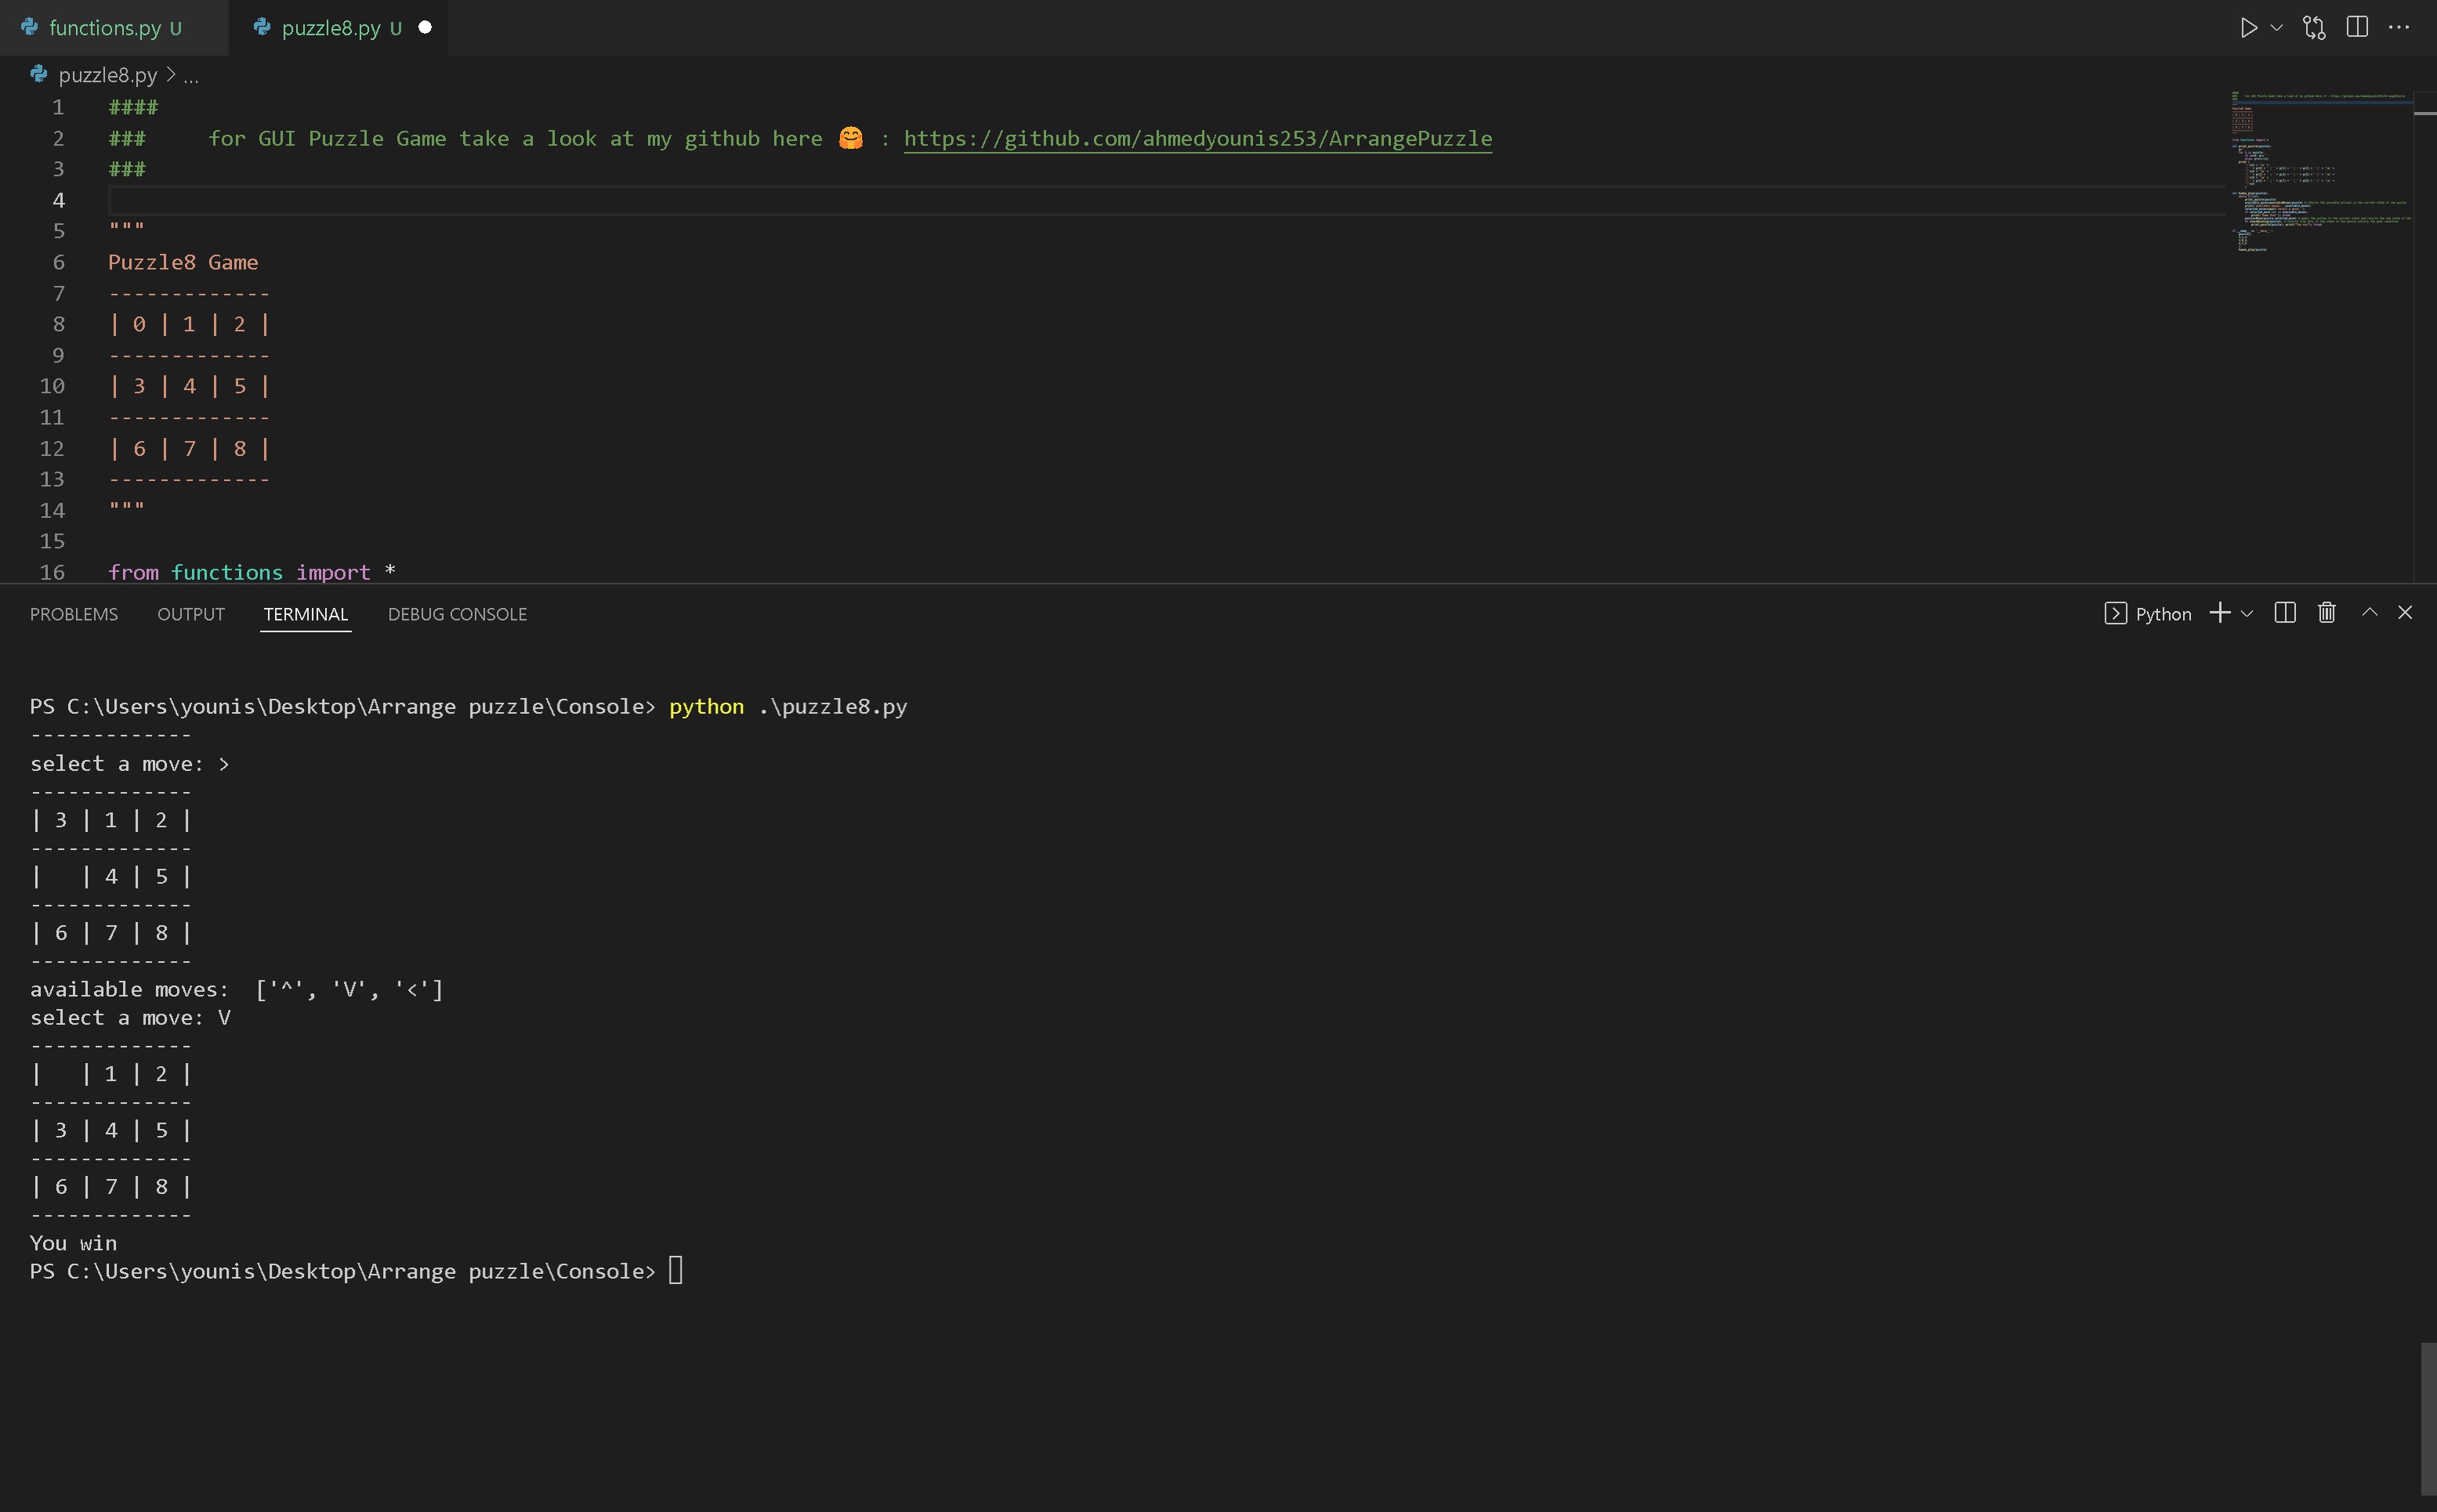 functions.py U
puzzle8.py U
puzzle8.py > ...
1 ####
2 ### for GUI Puzzle Game take a look at my github here 🤗 : https://github.com/ahmedyounis253/ArrangePuzzle
3 ###
4
5 """
6 Puzzle8 Game
7 -------------
8 | 0 | 1 | 2 |
9 -------------
10 | 3 | 4 | 5 |
11 -------------
12 | 6 | 7 | 8 |
13 -------------
14 """
15
16 from functions import *
PROBLEMS OUTPUT TERMINAL DEBUG CONSOLE Python
PS C:\Users\younis\Desktop\Arrange puzzle\Console> python .\puzzle8.py
-------------
select a move: >
-------------
| 3 | 1 | 2 |
-------------
|   | 4 | 5 |
-------------
| 6 | 7 | 8 |
-------------
available moves:  ['^', 'V', '<']
select a move: V
-------------
|   | 1 | 2 |
-------------
| 3 | 4 | 5 |
-------------
| 6 | 7 | 8 |
-------------
You win
PS C:\Users\younis\Desktop\Arrange puzzle\Console>